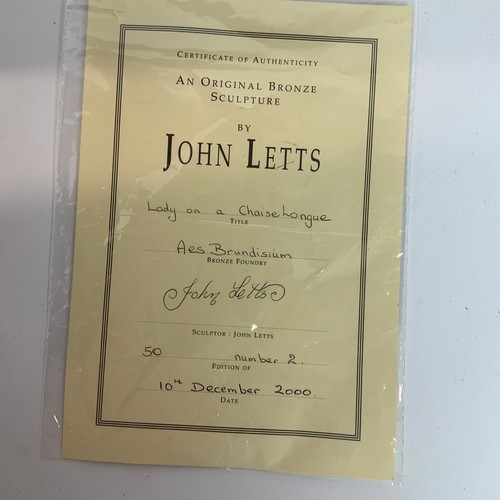 CERTIFICATE OF AUTHENTICITY
AN ORIGINAL BRONZE
SCULPTURE
BY
JOHN LETTS
Lady on a Chaise Longue
TITLE
Aes Brundisium
BRONZE FOUNDRY
John Letts
SCULPTOR : JOHN LETTS
50 number 2.
EDITION OF
10th December 2000.
DATE